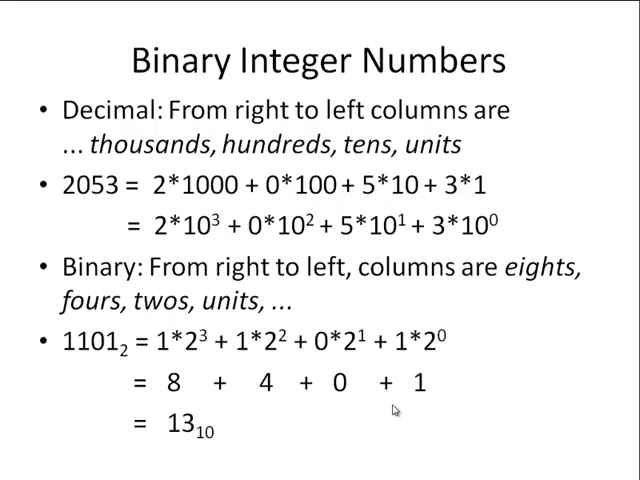 Binary Integer Numbers
• Decimal: From right to left columns are
... thousands, hundreds, tens, units
• 2053 = 2*1000 + 0*100 + 5*10 + 3*1
= 2*10³ + 0*10² + 5*10¹ + 3*10⁰
• Binary: From right to left, columns are eights,
fours, twos, units, ...
• 1101₂ = 1*2³ + 1*2² + 0*2¹ + 1*2⁰
= 8 + 4 + 0 + 1
= 13₁₀